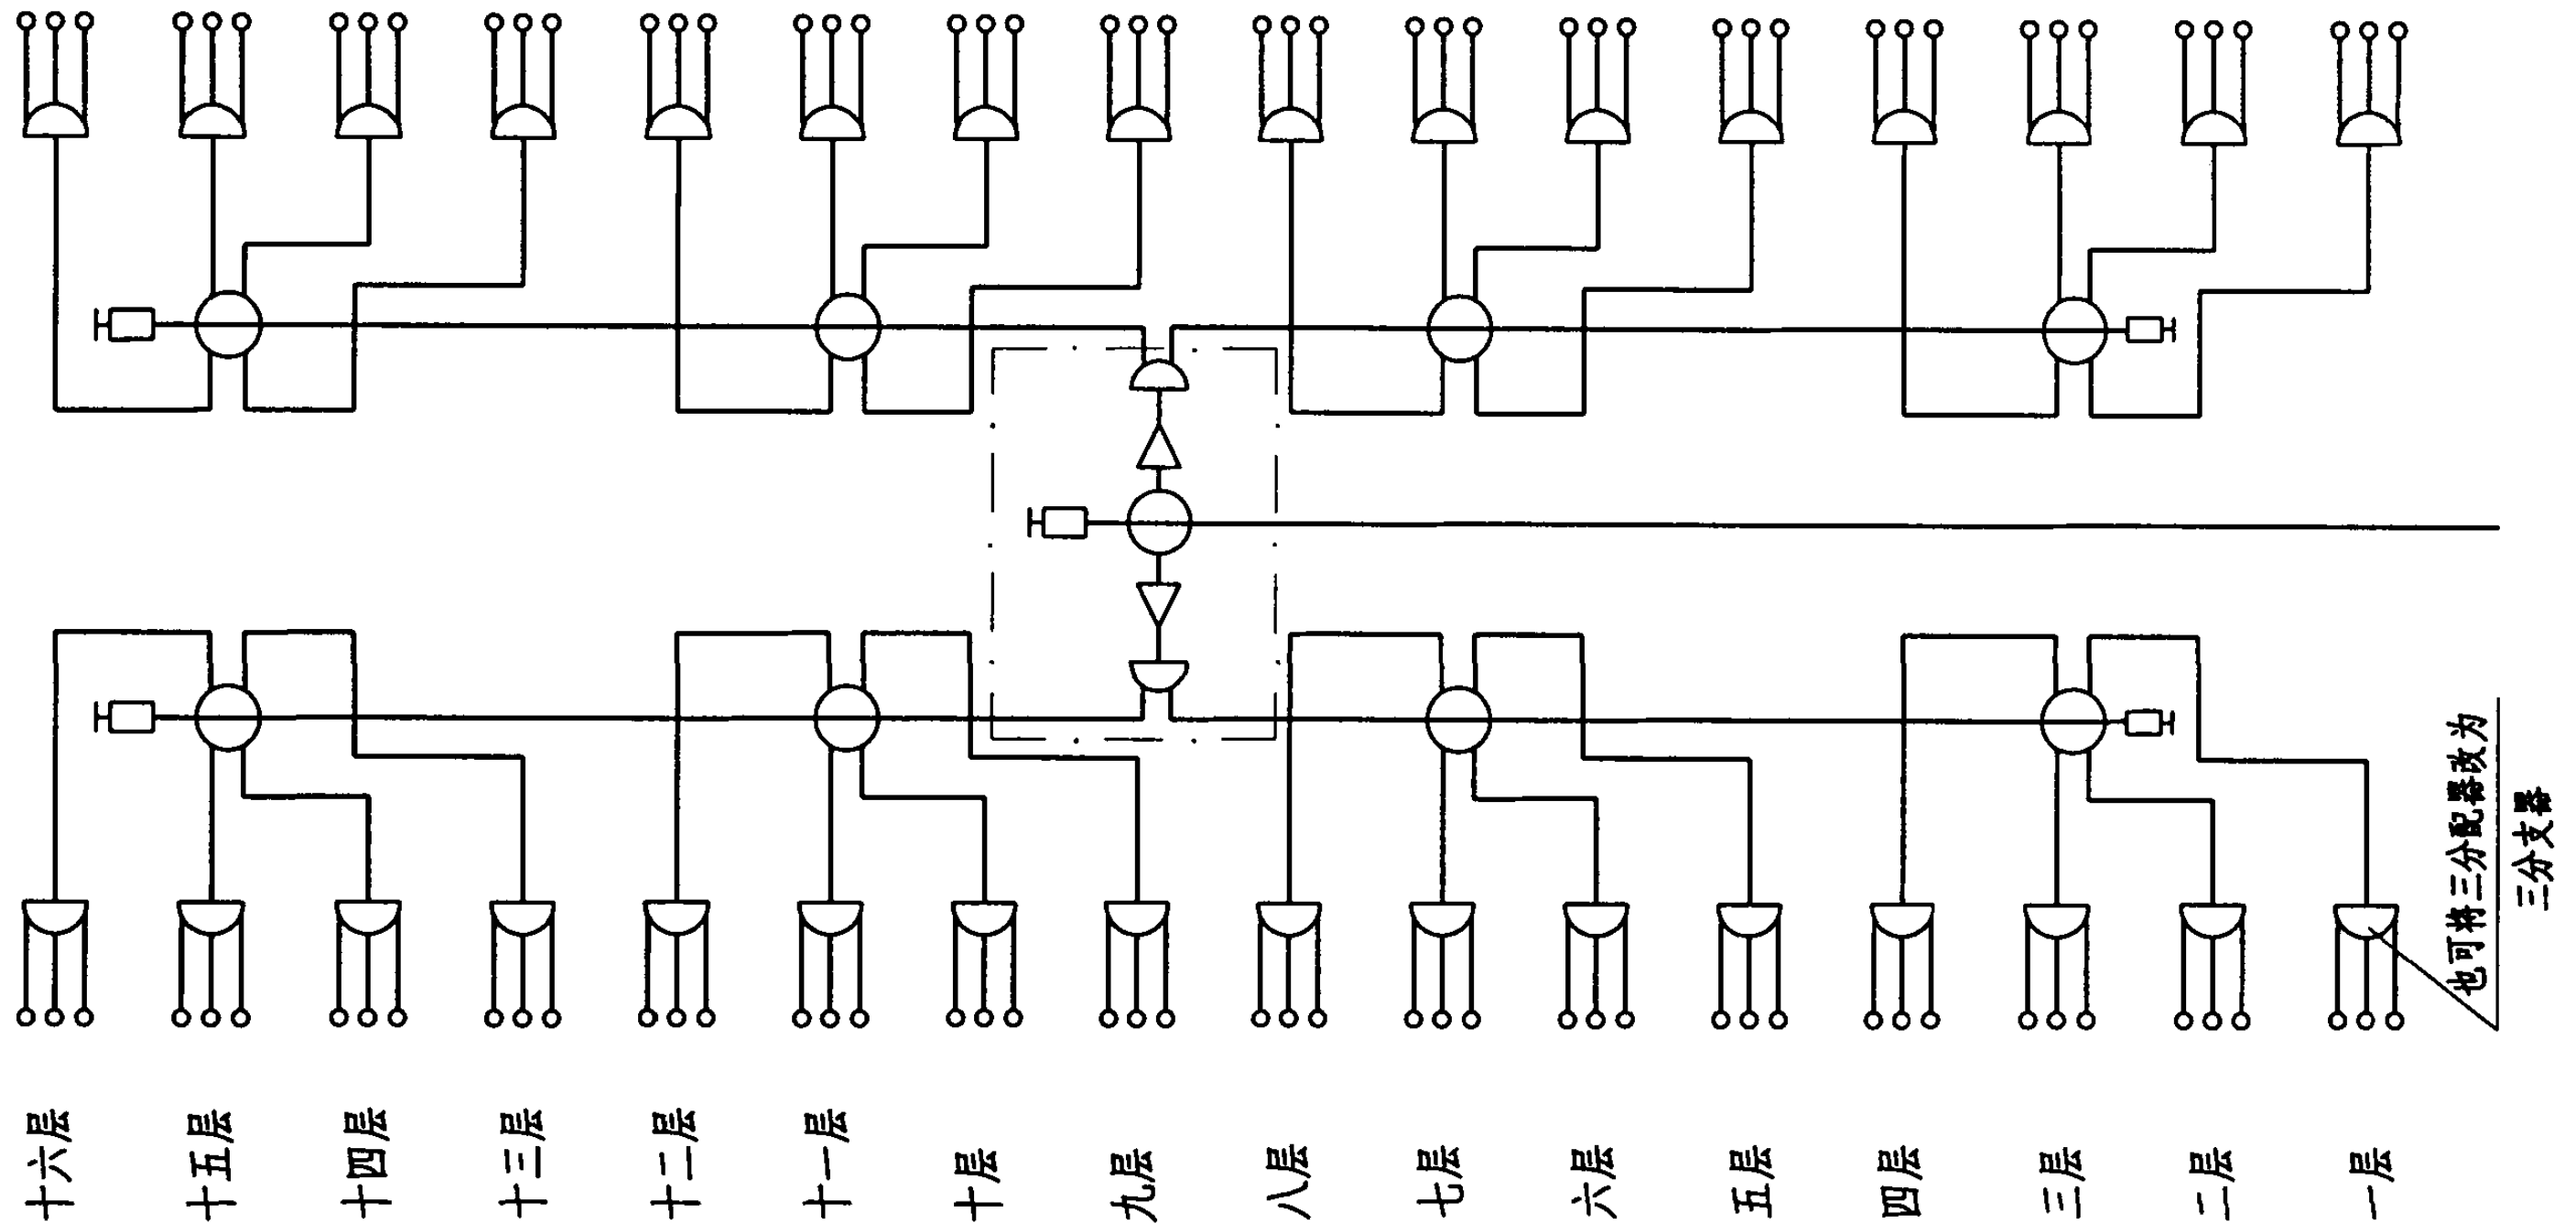 十六层
十五层
十四层
十三层
十二层
十一层
十层
九层
八层
七层
六层
五层
四层
三层
二层
一层
也可将三分配器改为
三分支器